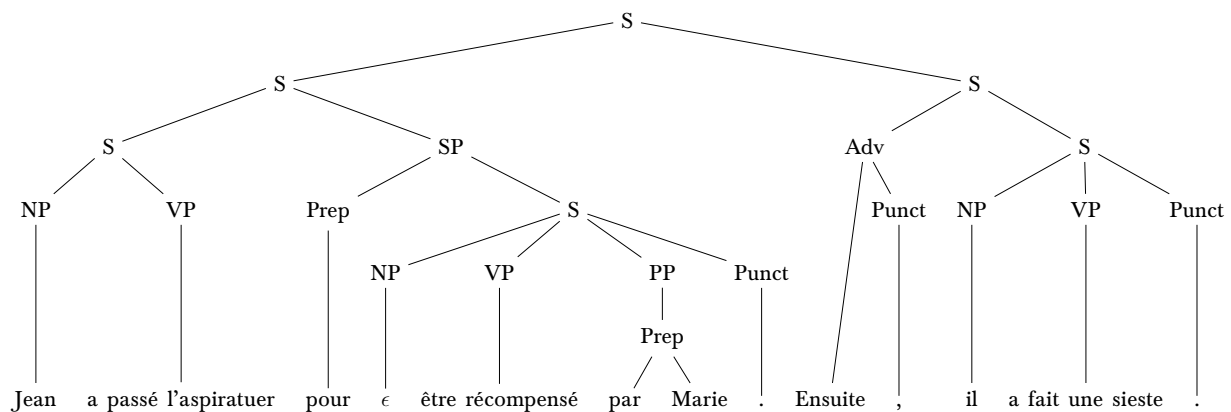 S
S S
S SP Adv S
NP VP Prep S Punct NP VP Punct
NP VP PP Punct
Prep
Jean a passé l’aspiratuer pour ϵ être récompensé par Marie . Ensuite , il a fait une sieste .